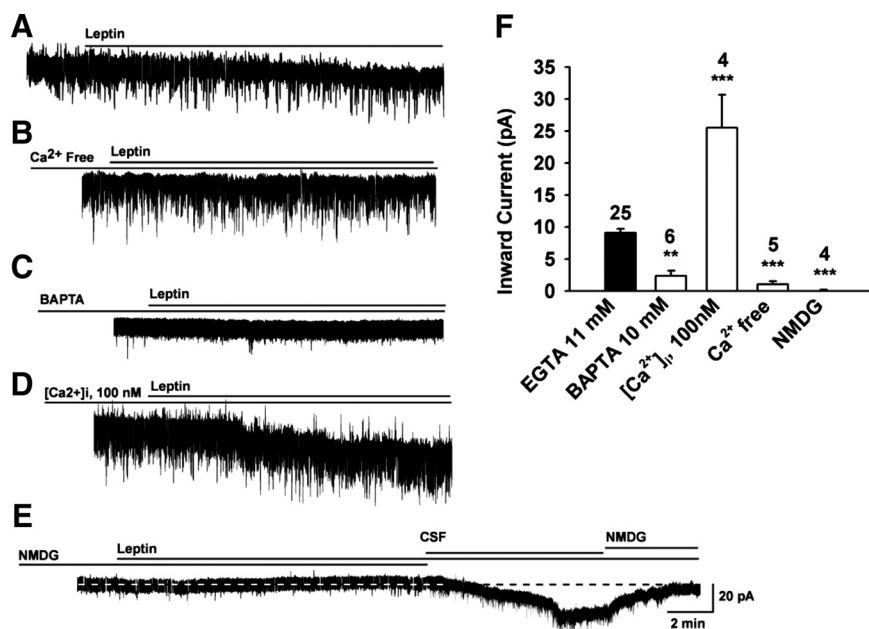 A
Leptin
B
Ca2+ Free
Leptin
C
BAPTA
Leptin
D
[Ca2+]i, 100 nM
Leptin
E
NMDG
Leptin
CSF
NMDG
20 pA
2 min
F
Inward Current (pA)
35
30
25
20
15
10
5
0
25
6
**
4
***
5
***
4
***
EGTA 11 mM
BAPTA 10 mM
[Ca2+]i, 100nM
Ca2+ free
NMDG